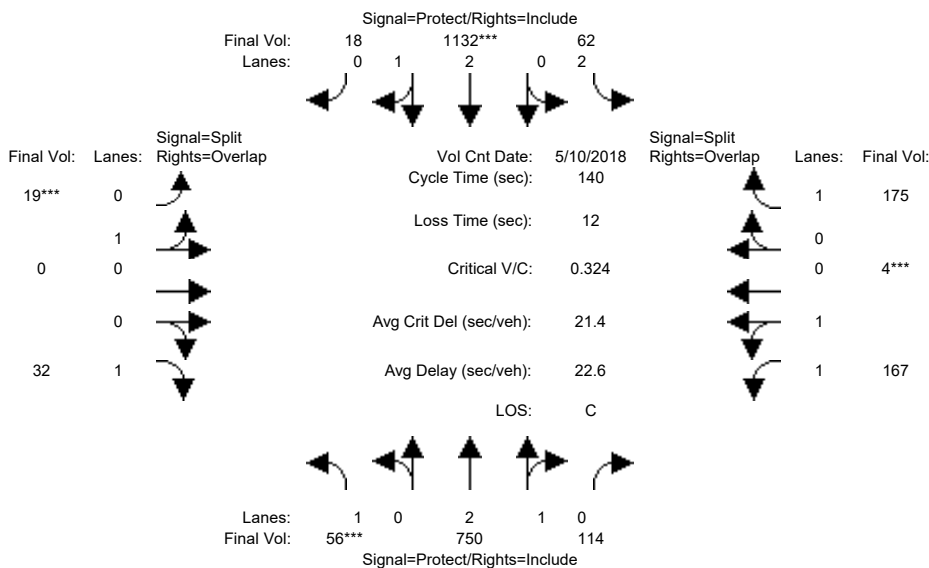 Signal=Protect/Rights=Include
Final Vol: 18 1132*** 62
Lanes: 0 1 2 0 2
Signal=Split Signal=Split
Final Vol: Lanes: Rights=Overlap Vol Cnt Date: 5/10/2018 Rights=Overlap Lanes: Final Vol:
Cycle Time (sec): 140
19*** 0 1 175
Loss Time (sec): 12
1 0
0 0 Critical V/C: 0.324 0 4***
0 Avg Crit Del (sec/veh): 21.4 1
32 1 Avg Delay (sec/veh): 22.6 1 167
LOS: C
Lanes: 1 0 2 1 0
Final Vol: 56*** 750 114
Signal=Protect/Rights=Include